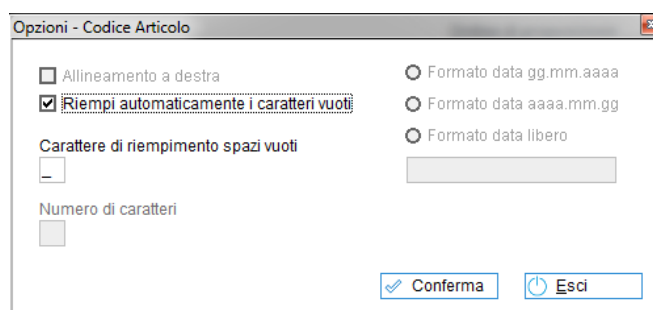 Opzioni - Codice Articolo
Allineamento a destra
Riempi automaticamente i caratteri vuoti
Carattere di riempimento spazi vuoti
_
Numero di caratteri
Formato data gg.mm.aaaa
Formato data aaaa.mm.gg
Formato data libero
Conferma
Esci